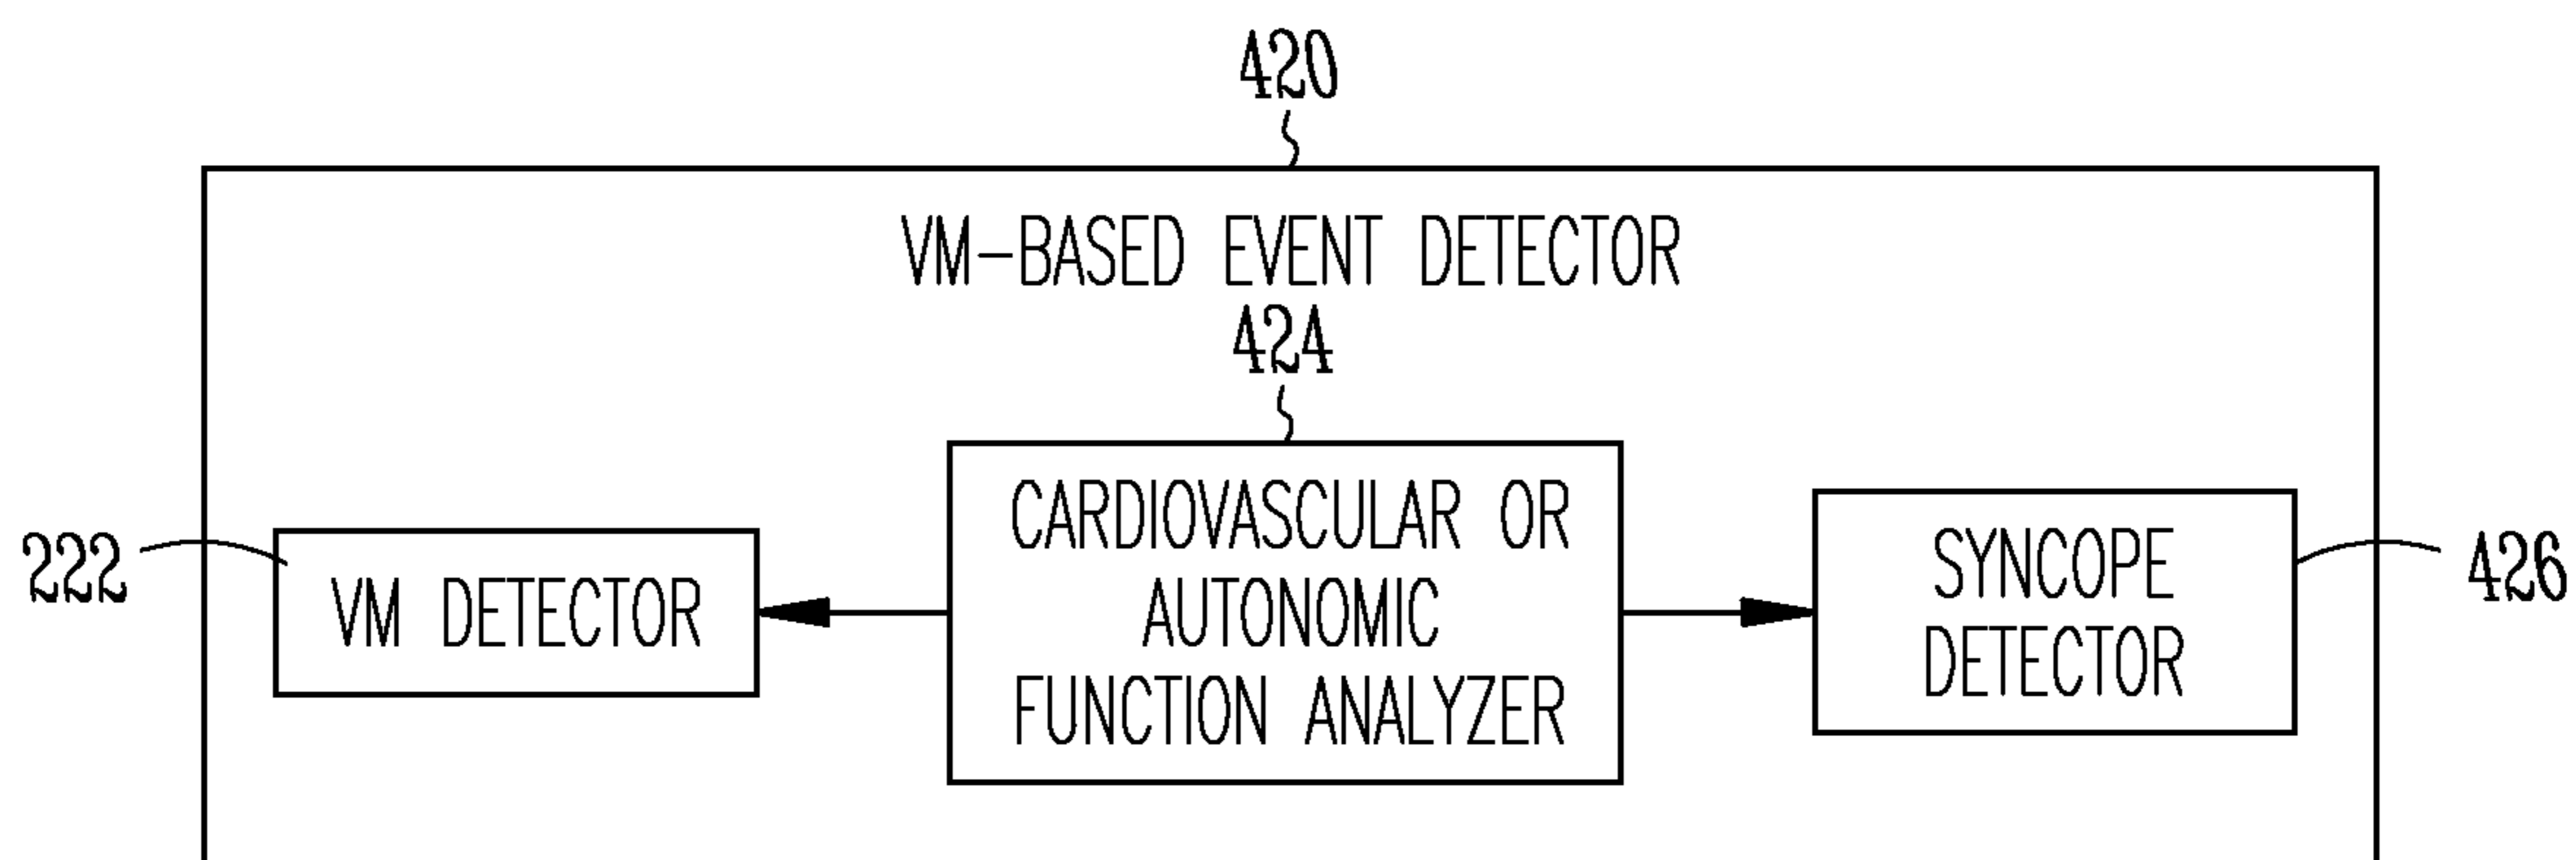 420
VM-BASED EVENT DETECTOR
424
222
VM DETECTOR
CARDIOVASCULAR OR
AUTONOMIC
FUNCTION ANALYZER
SYNCOPE
DETECTOR
426